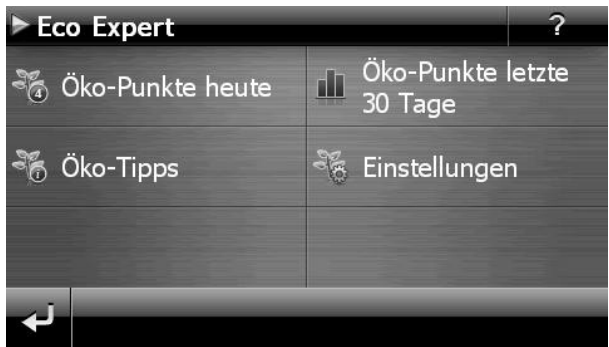 Eco Expert
?
Öko-Punkte heute
Öko-Punkte letzte
30 Tage
Öko-Tipps
Einstellungen